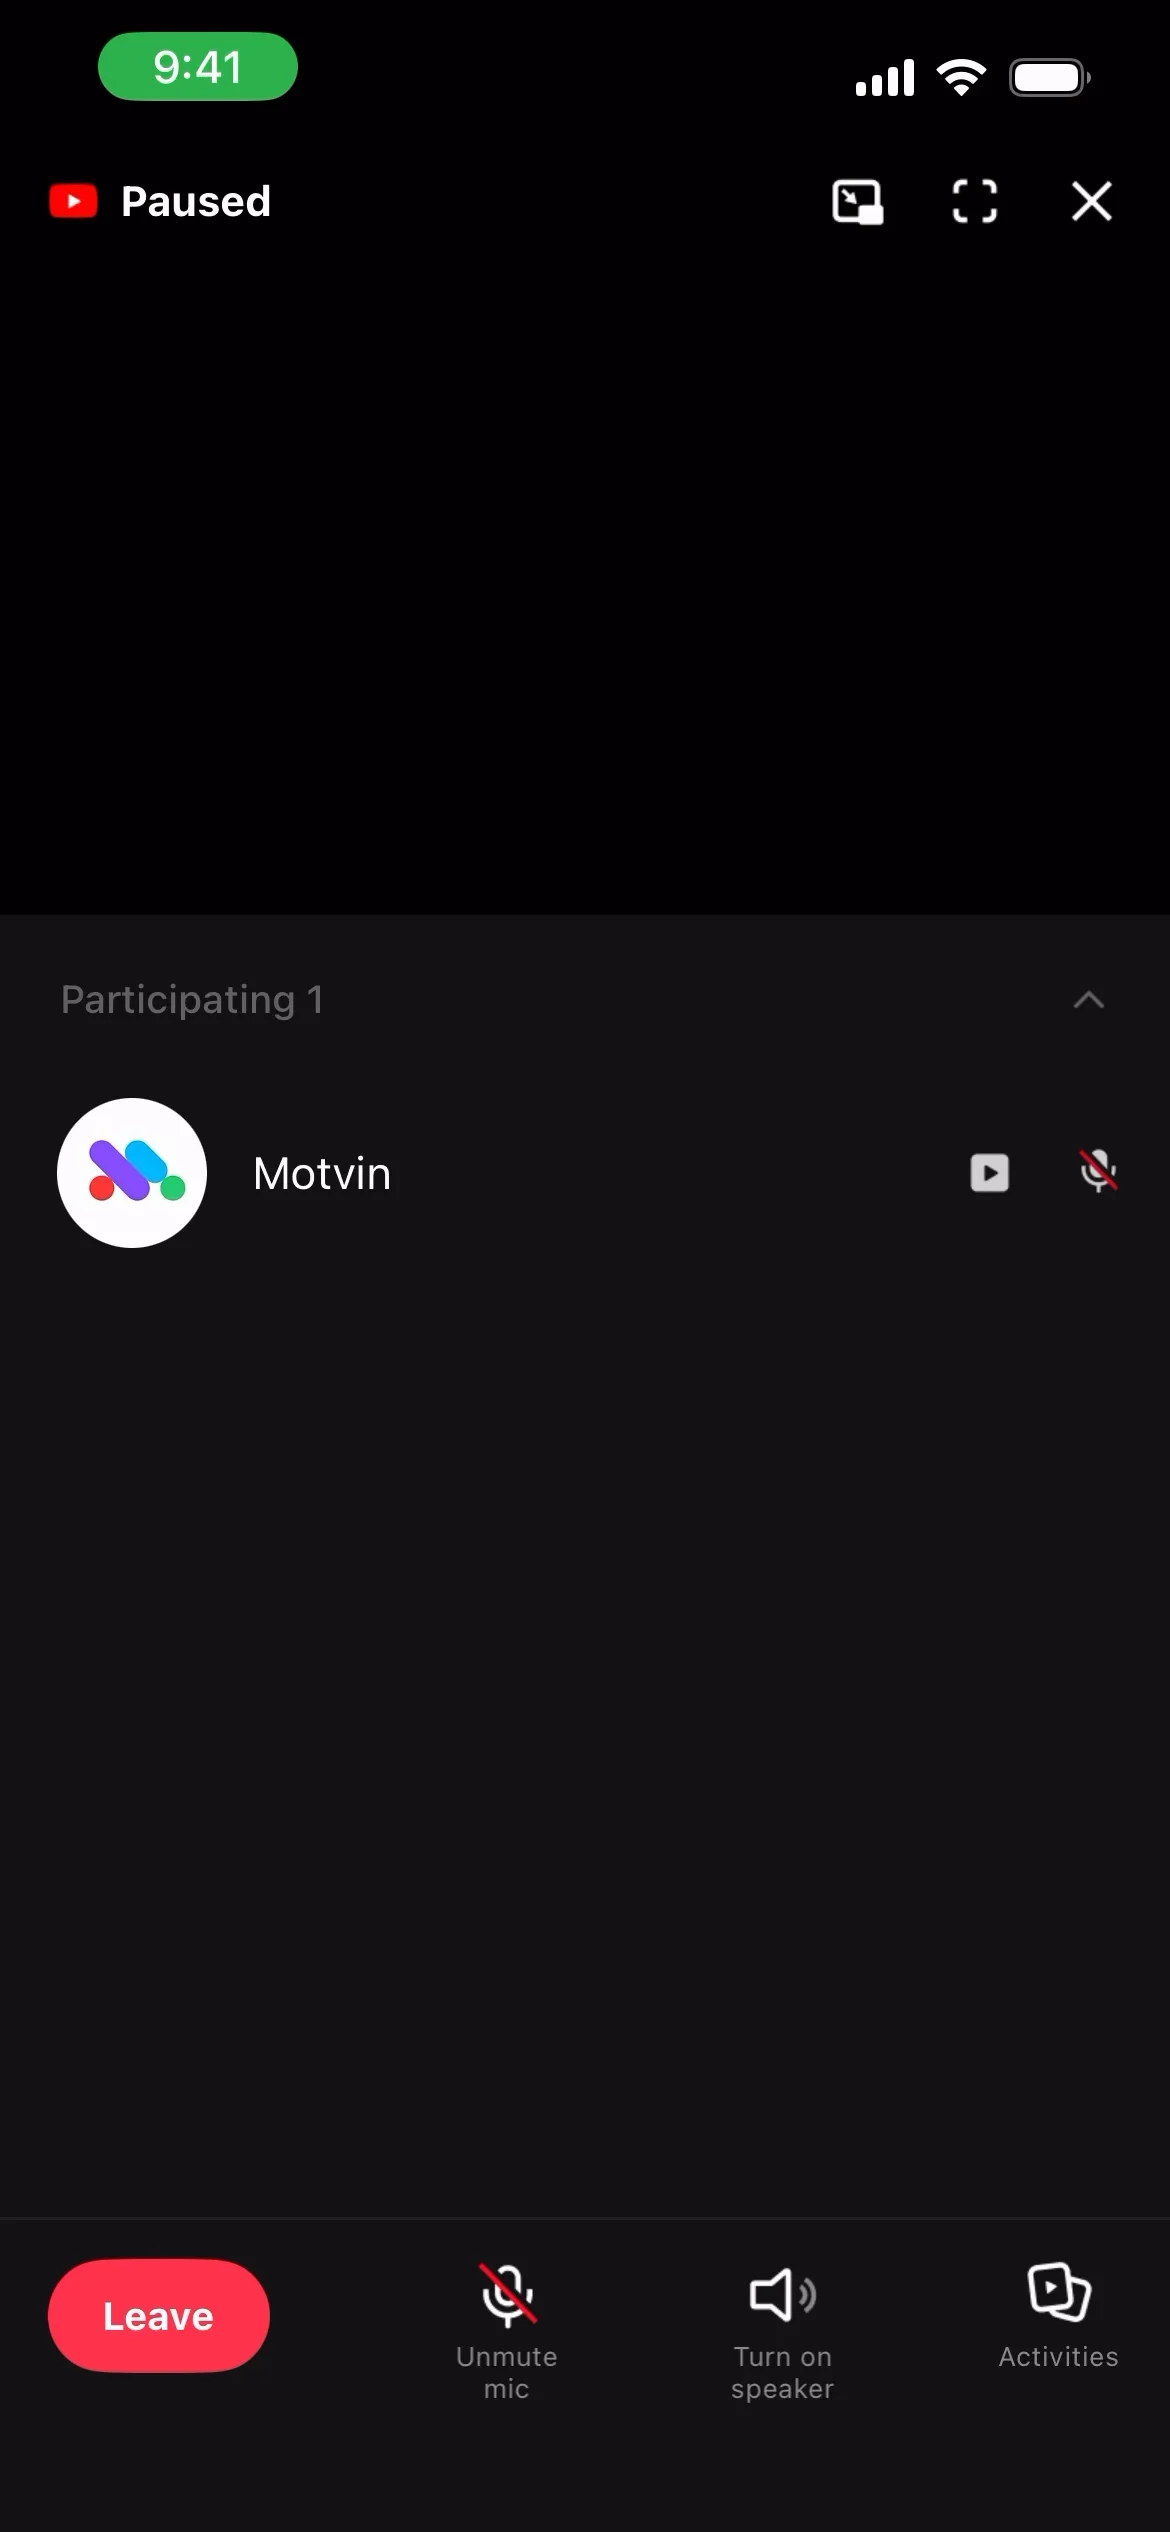 9:41
Paused
Participating 1
Motvin
Leave
Unmute
mic
Turn on
speaker
Activities